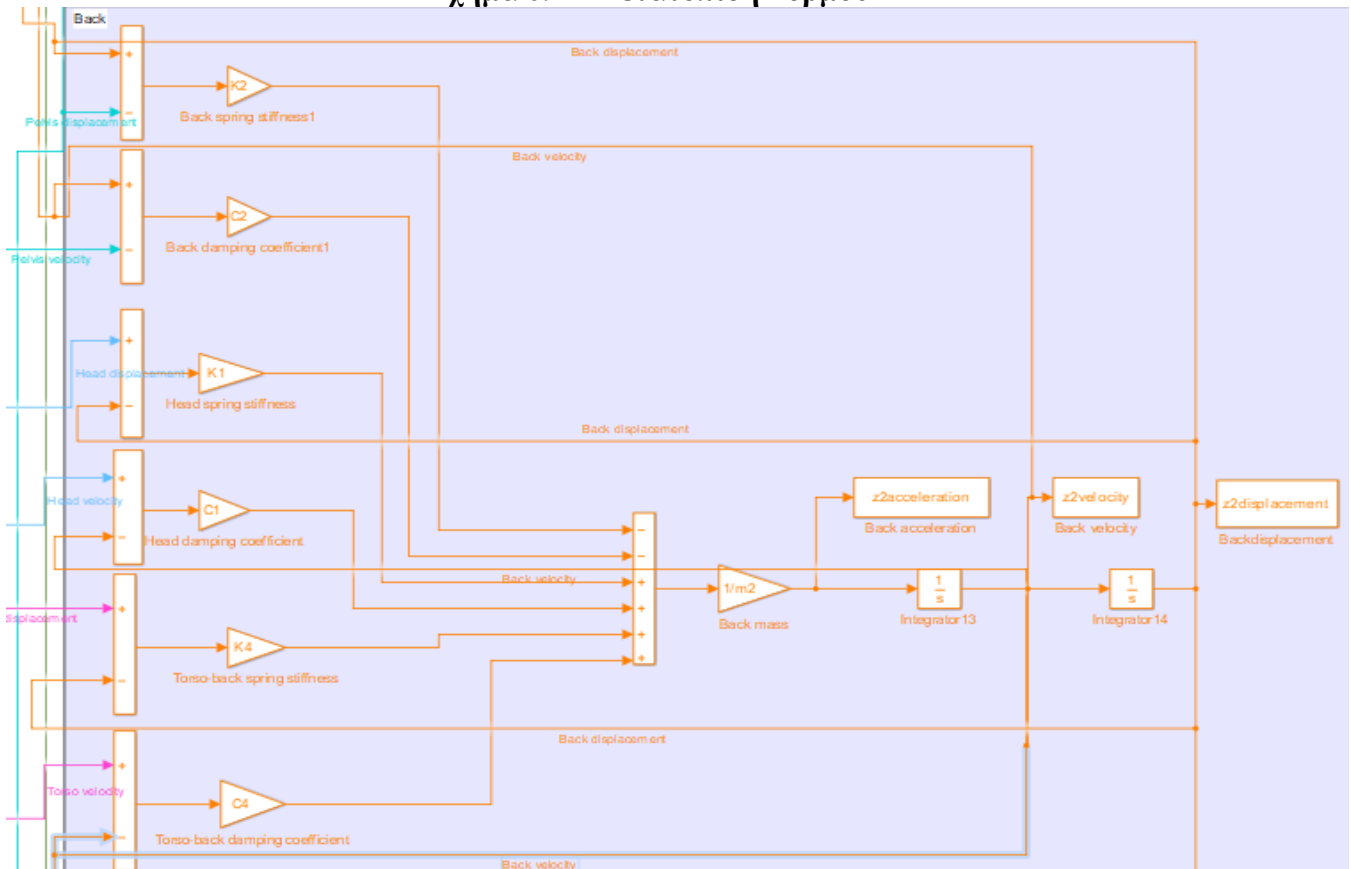 Back
Back displacement
K2
Back spring stiffness1
Pelvis displacement
Back velocity
C2
Back damping coefficient1
Pelvis velocity
Head displacement
K1
Head spring stiffness
Back displacement
Head velocity
C1
Head damping coefficient
z2acceleration
Back acceleration
z2velocity
Back velocity
z2displacement
Backdisplacement
Back velocity
1/m2
Back mass
1
s
Integrator13
1
s
Integrator14
displacement
K4
Torso-back spring stiffness
Back displacement
Torso velocity
C4
Torso-back damping coefficient
Back velocity